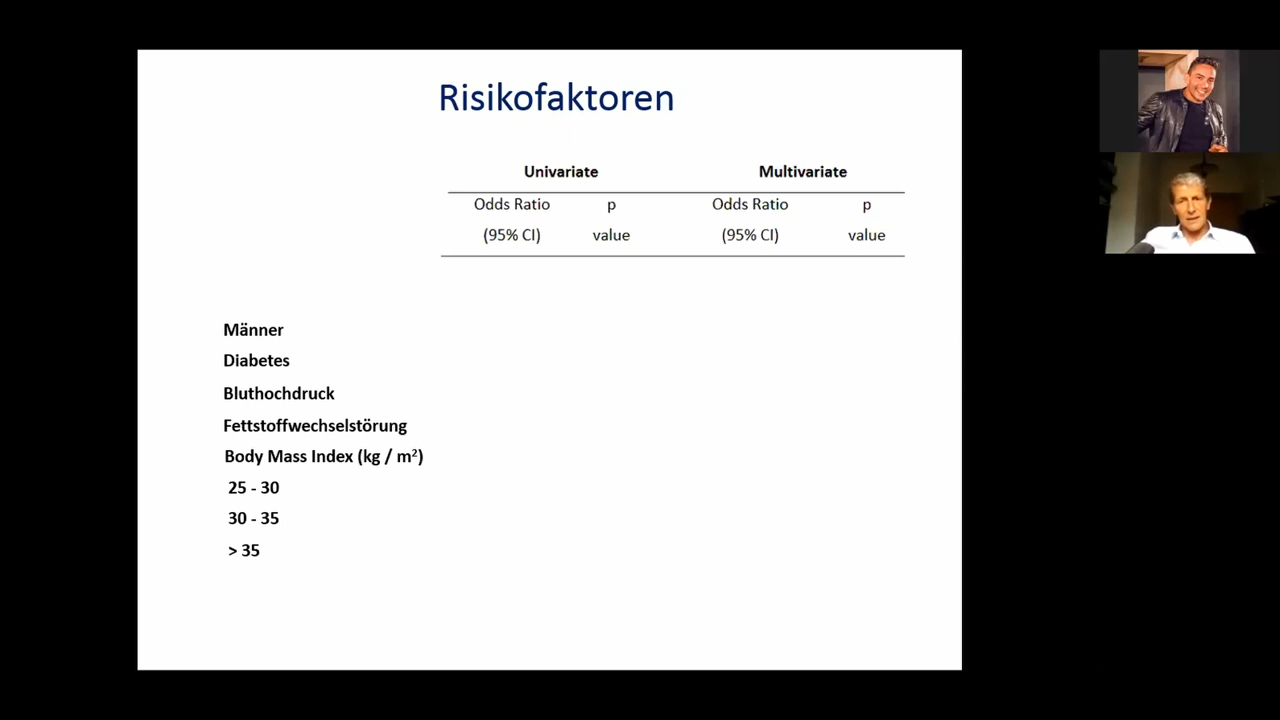 Risikofaktoren
Univariate Multivariate
Odds Ratio p Odds Ratio p
(95% CI) value (95% CI) value
Männer
Diabetes
Bluthochdruck
Fettstoffwechselstörung
Body Mass Index (kg / m²)
25 - 30
30 - 35
> 35